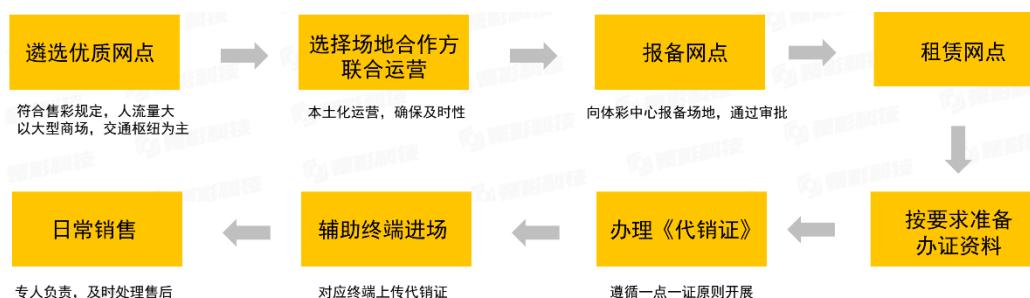 遴选优质网点
符合售彩规定，人流量大
以大型商场，交通枢纽为主
选择场地合作方
联合运营
本土化运营，确保及时性
报备网点
向体彩中心报备场地，通过审批
租赁网点
按要求准备
办证资料
办理《代销证》
遵循一点一证原则开展
辅助终端进场
对应终端上传代销证
日常销售
专人负责，及时处理售后